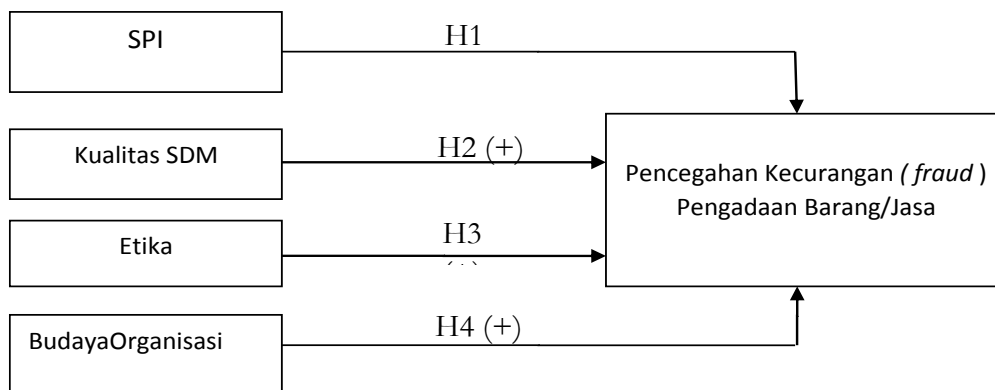 SPI
H1
Kualitas SDM
H2 (+)
Pencegahan Kecurangan ( fraud )
Pengadaan Barang/Jasa
Etika
H3
BudayaOrganisasi
H4 (+)